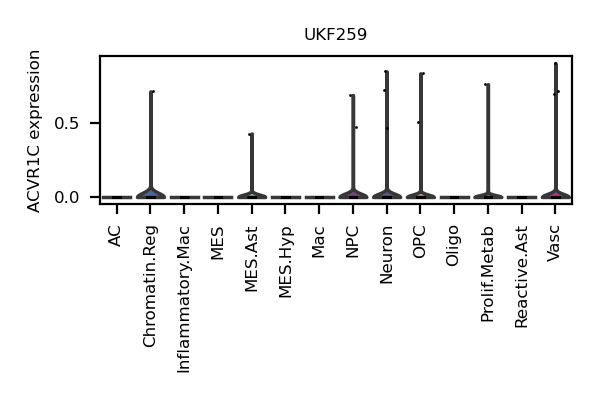 UKF259
ACVR1C expression
0.5
0.0
AC
Chromatin.Reg
Inflammatory.Mac
MES
MES.Ast
MES.Hyp
Mac
NPC
Neuron
OPC
Oligo
Prolif.Metab
Reactive.Ast
Vasc